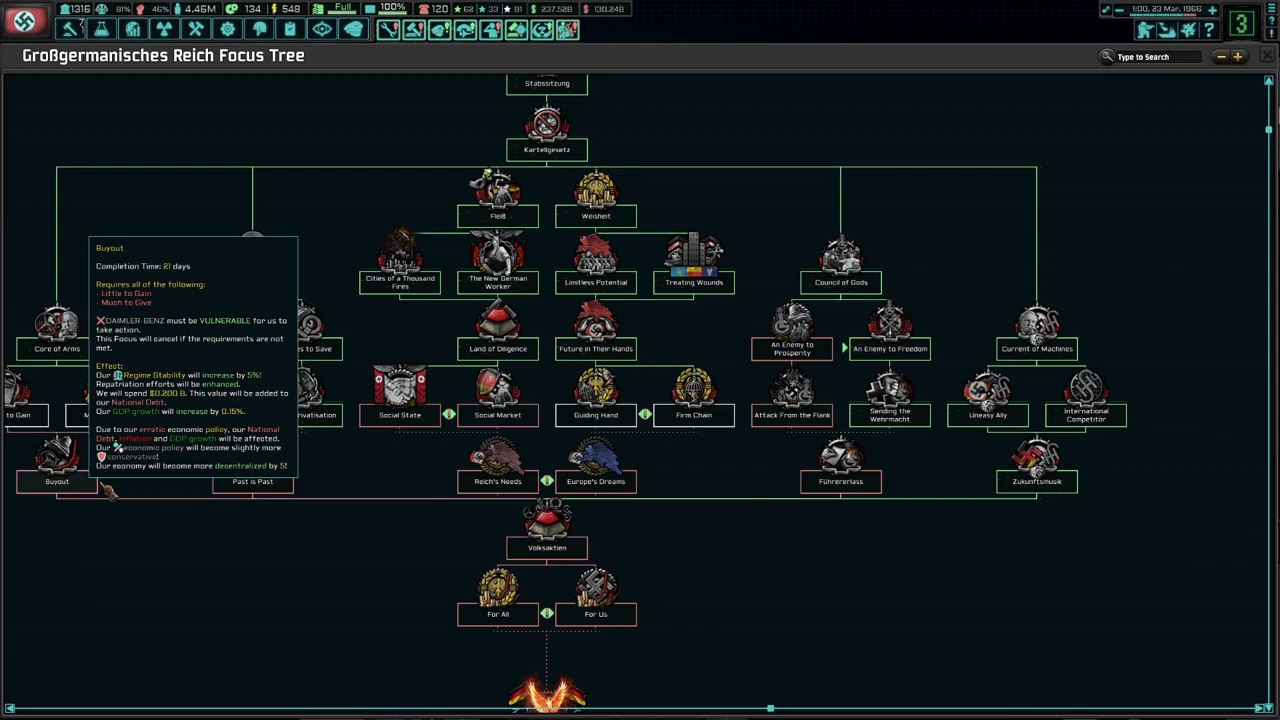 1316 81% 46% 4.46M 134 548 Full 100% 120 62 33 91 237.528 130.248
1:00, 23 Mar, 1966
7
3
Großgermanisches Reich Focus Tree
Type to Search
Stabssitzung
Kartellgesetz
Fleiß
Weisheit
Cities of a Thousand Fires
The New German Worker
Limitless Potential
Treating Wounds
Council of Gods
Buyout
Completion Time: 21 days
Requires all of the following:
- Little to Gain
- Much to Give
DAIMLER-BENZ must be VULNERABLE for us to
take action.
This Focus will cancel if the requirements are not
met.
Effect:
Our Regime Stability will increase by 5%!
Repatriation efforts will be enhanced.
We will spend $0.200 B. This value will be added to
our National Debt.
Our GDP growth will increase by 0.15%.
Due to our erratic economic policy, our National
Debt, Inflation and GDP growth will be affected.
Our economic policy will become slightly more
conservative!
Our economy will become more decentralized by 5!
Core of Arms
es to Save
Land of Diligence
Future in Their Hands
An Enemy to Prosperity
An Enemy to Freedom
Current of Machines
to Gain
M
rivatisation
Social State
Social Market
Guiding Hand
Firm Chain
Attack From the Flank
Sending the Wehrmacht
Uneasy Ally
International Competitor
Buyout
Past is Past
Reich's Needs
Europe's Dreams
Führererlass
Zukunftsmusik
Volksaktien
For All
For Us